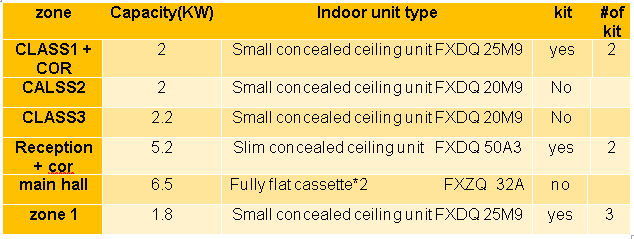 zone Capacity(KW) Indoor unit type kit #of kit
CLASS1 + COR 2 Small concealed ceiling unit FXDQ 25M9 yes 2
CALSS2 2 Small concealed ceiling unit FXDQ 20M9 No
CLASS3 2.2 Small concealed ceiling unit FXDQ 20M9 No
Reception + cor 5.2 Slim concealed ceiling unit FXDQ 50A3 yes 2
main hall 6.5 Fully flat cassette*2 FXZQ 32A no
zone 1 1.8 Small concealed ceiling unit FXDQ 25M9 yes 3